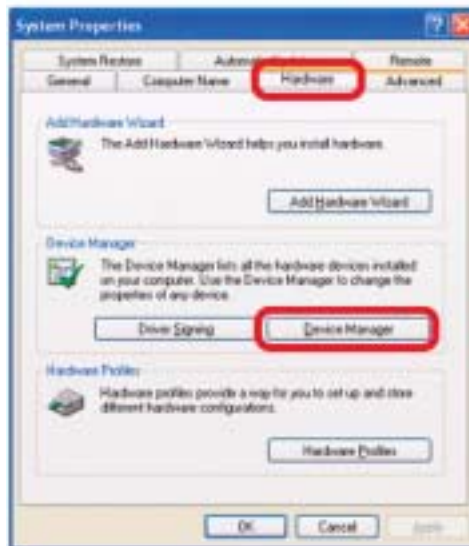 System Properties
System Restore Automatic Remote
General Computer Name Hardware Advanced
Add Hardware Wizard
The Add Hardware Wizard helps you install hardware.
Add Hardware Wizard
Device Manager
The Device Manager lists all the hardware devices installed
on your computer. Use the Device Manager to change the
properties of any device.
Driver Signing Device Manager
Hardware Profiles
Hardware profiles provide a way for you to set up and store
different hardware configurations.
Hardware Profiles
OK Cancel Apply